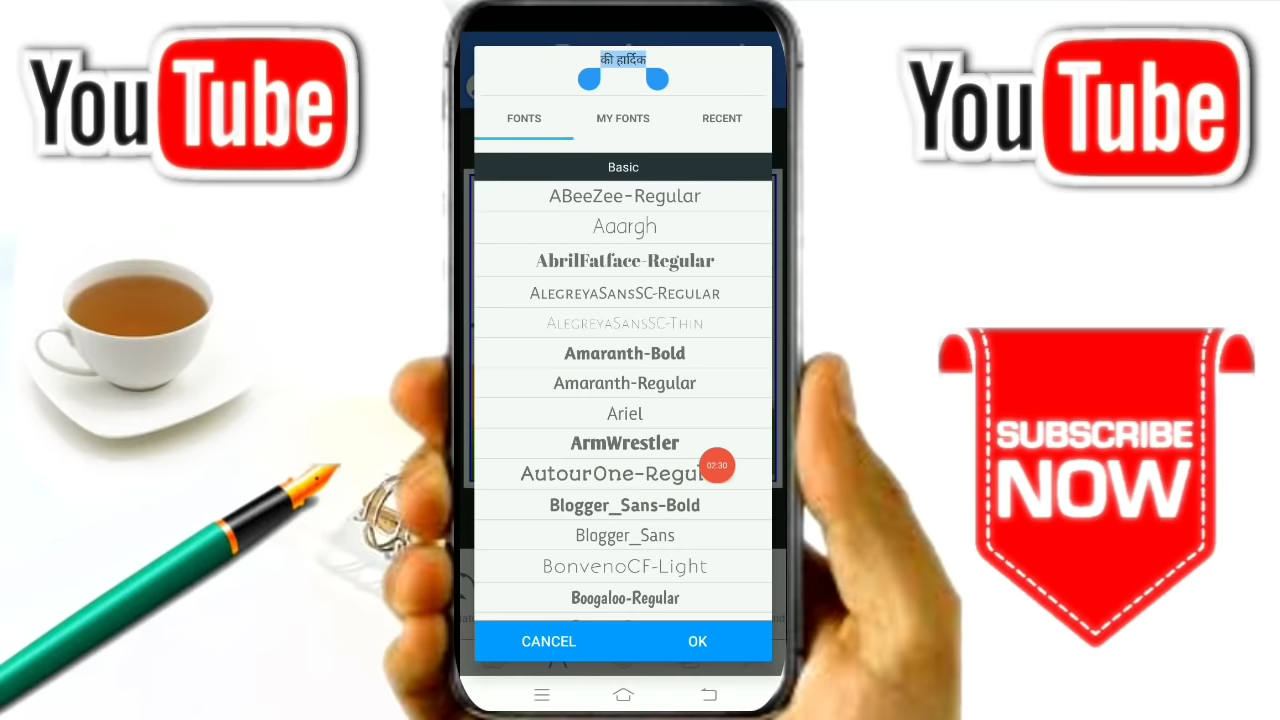 YouTube
YouTube
की हार्दिक
FONTS
MY FONTS
RECENT
Basic
ABeeZee-Regular
Aaargh
AbrilFatface-Regular
AlegreyaSansSC-Regular
AlegreyaSansSC-Thin
Amaranth-Bold
Amaranth-Regular
Ariel
ArmWrestler
AutourOne-Regul
02:30
Blogger_Sans-Bold
Blogger_Sans
BonvenoCF-Light
Boogaloo-Regular
CANCEL
OK
SUBSCRIBE
NOW